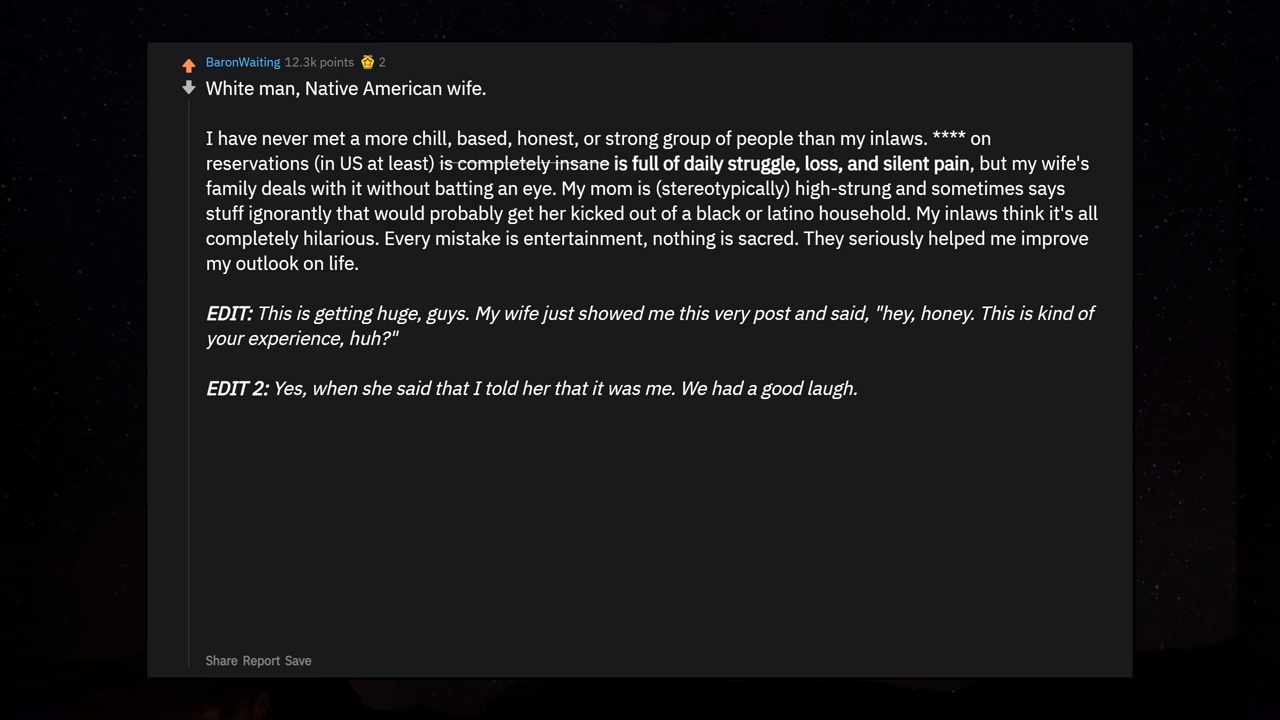 BaronWaiting 12.3k points 2
White man, Native American wife.
I have never met a more chill, based, honest, or strong group of people than my inlaws. **** on
reservations (in US at least) is completely insane is full of daily struggle, loss, and silent pain, but my wife's
family deals with it without batting an eye. My mom is (stereotypically) high-strung and sometimes says
stuff ignorantly that would probably get her kicked out of a black or latino household. My inlaws think it's all
completely hilarious. Every mistake is entertainment, nothing is sacred. They seriously helped me improve
my outlook on life.
EDIT: This is getting huge, guys. My wife just showed me this very post and said, "hey, honey. This is kind of
your experience, huh?"
EDIT 2: Yes, when she said that I told her that it was me. We had a good laugh.
Share Report Save